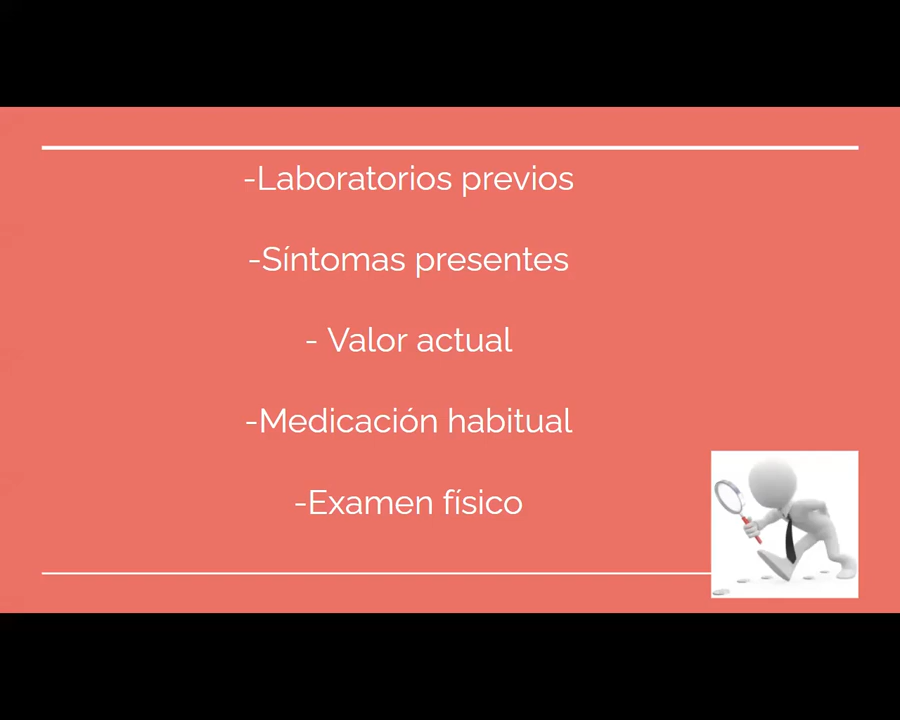 -Laboratorios previos
-Síntomas presentes
- Valor actual
-Medicación habitual
-Examen físico